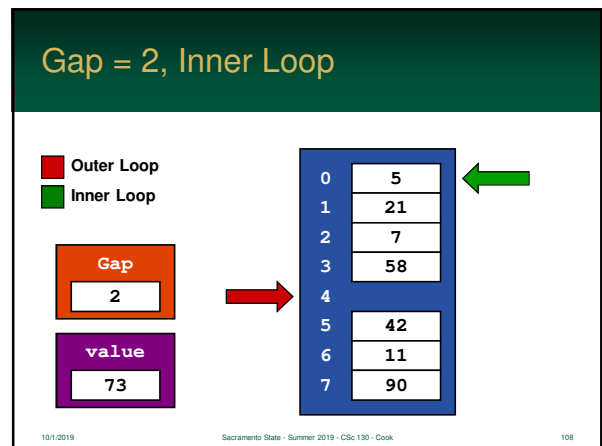 Gap = 2, Inner Loop
Outer Loop
Inner Loop
Gap
2
value
73
0 5
1 21
2 7
3 58
4
5 42
6 11
7 90
10/1/2019 Sacramento State - Summer 2019 - CSc 130 - Cook 108